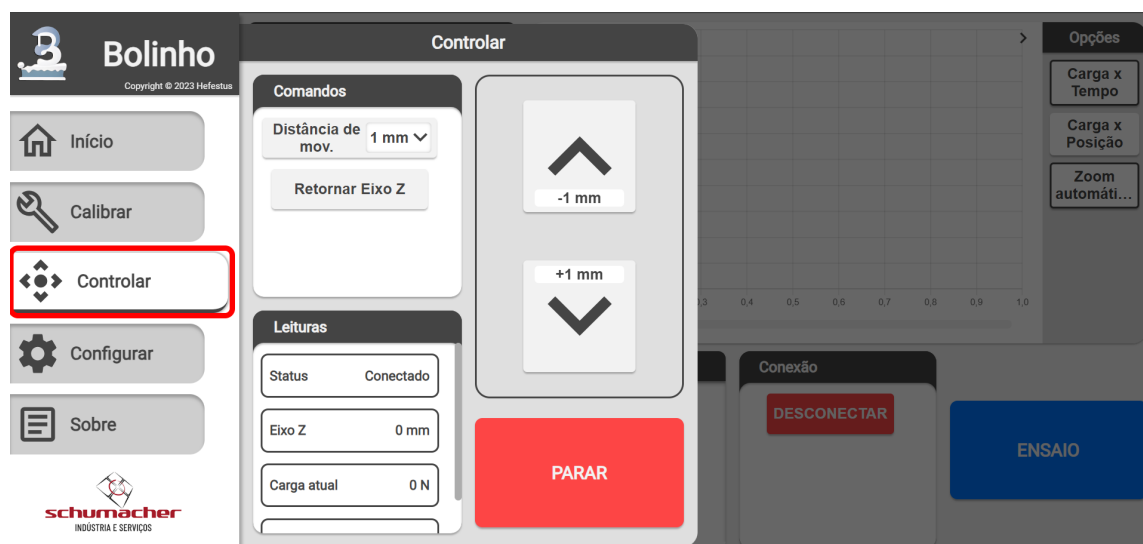 Bolinho
Copyright © 2023 Hefestus
Início
Calibrar
Controlar
Configurar
Sobre
schumacher
INDÚSTRIA E SERVIÇOS
Controlar
Comandos
Distância de
mov.
1 mm
Retornar Eixo Z
Leituras
Status Conectado
Eixo Z 0 mm
Carga atual 0 N
-1 mm
+1 mm
PARAR
0,3 0,4 0,5 0,6 0,7 0,8 0,9 1,0
Conexão
DESCONECTAR
ENSAIO
Opções
Carga x
Tempo
Carga x
Posição
Zoom
automáti...